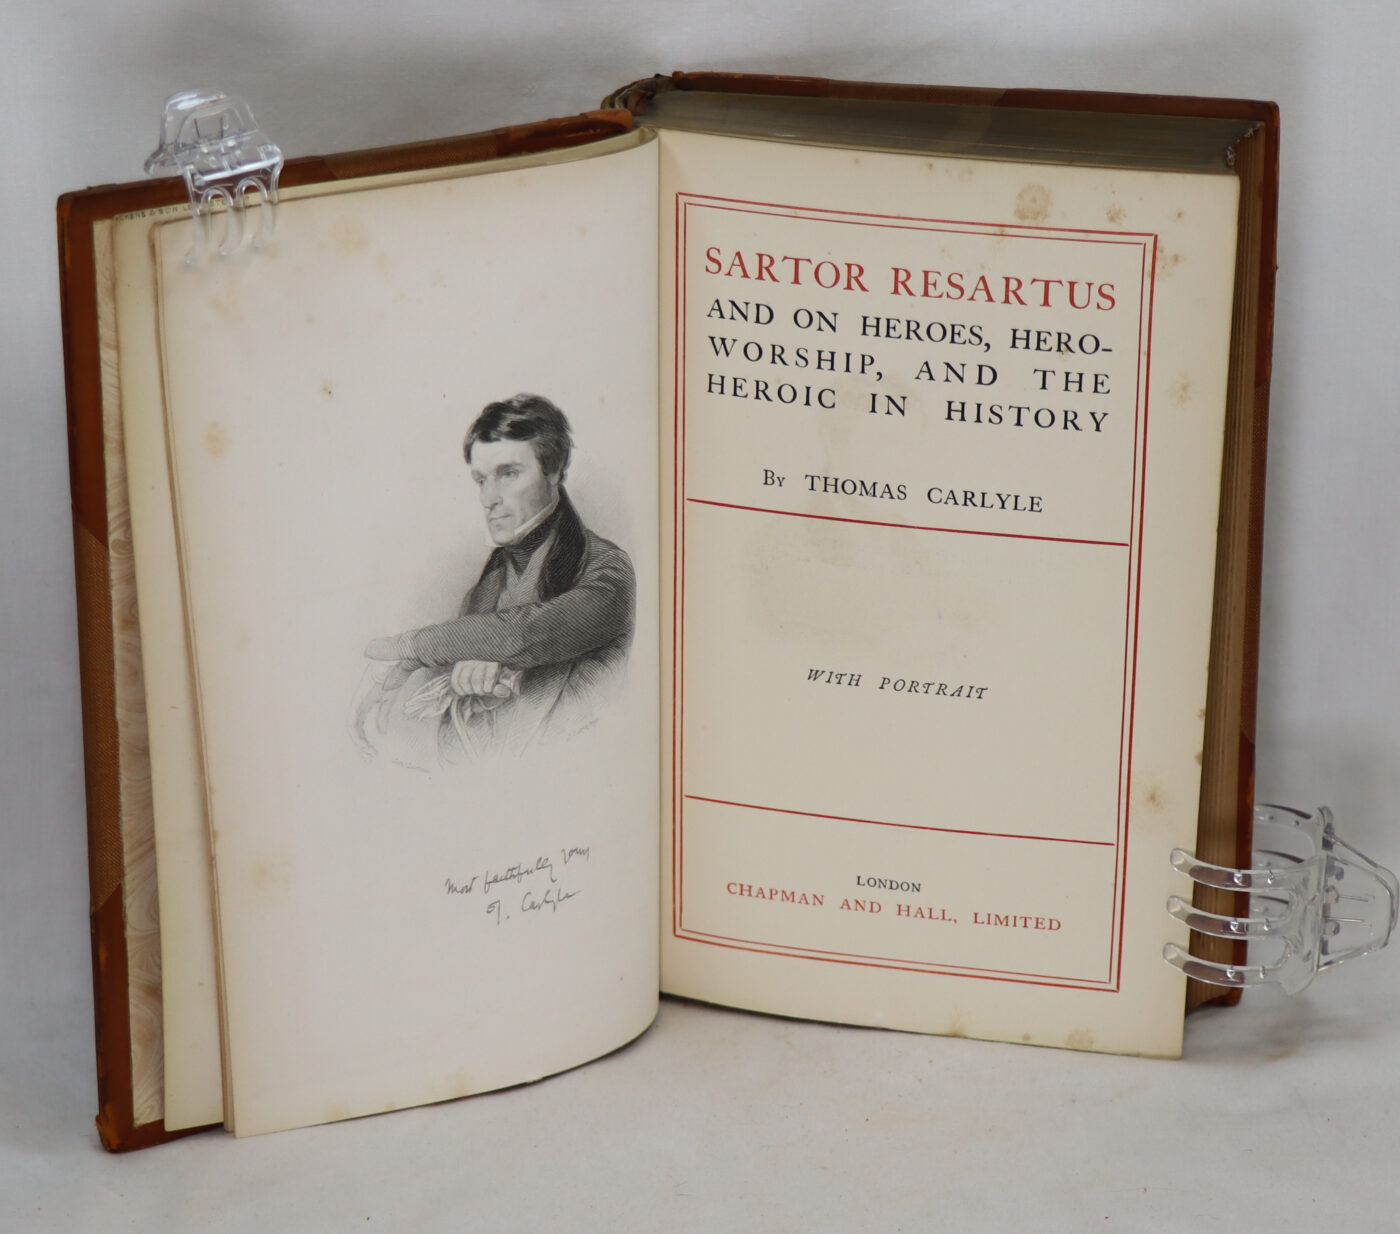 Most faithfully yours
T. Carlyle
SARTOR RESARTUS
AND ON HEROES, HERO-
WORSHIP, AND THE
HEROIC IN HISTORY
By THOMAS CARLYLE
WITH PORTRAIT
LONDON
CHAPMAN AND HALL, LIMITED